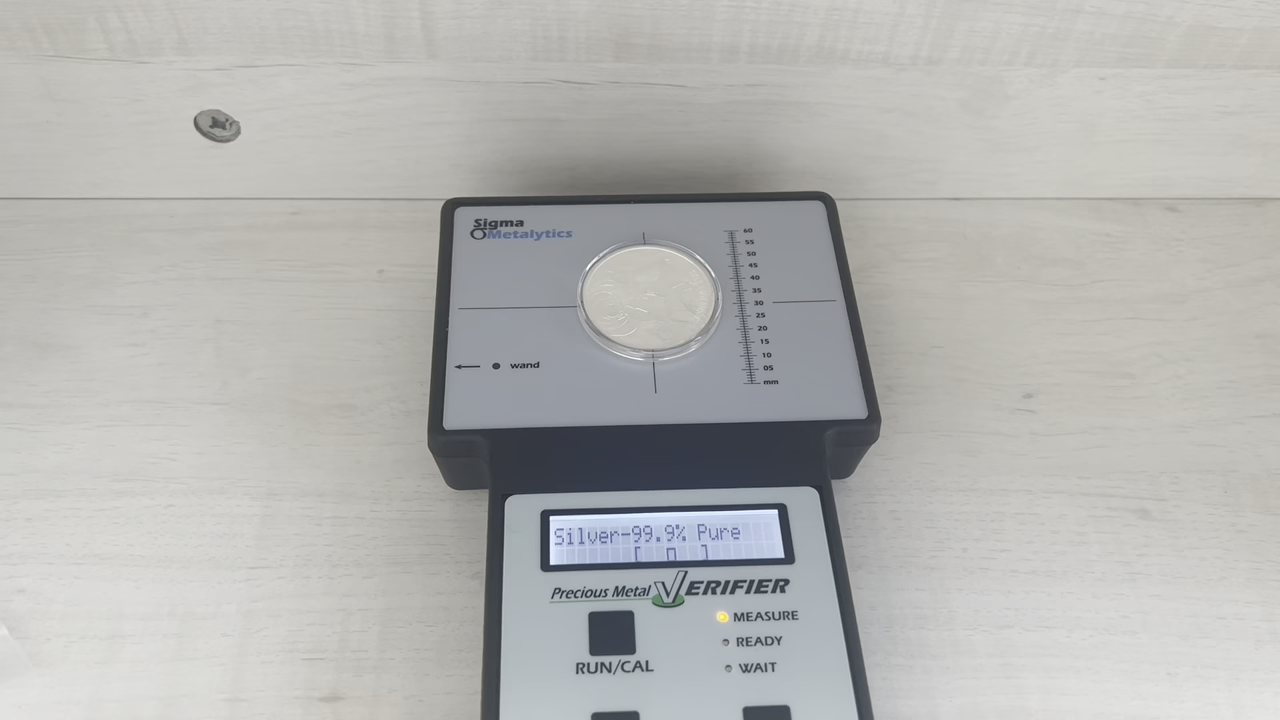 Sigma
Metalytics
60
55
50
45
40
35
30
25
20
15
10
05
mm
wand
Silver-99.9% Pure
[ n ]
Precious Metal VERIFIER
MEASURE
READY
WAIT
RUN/CAL